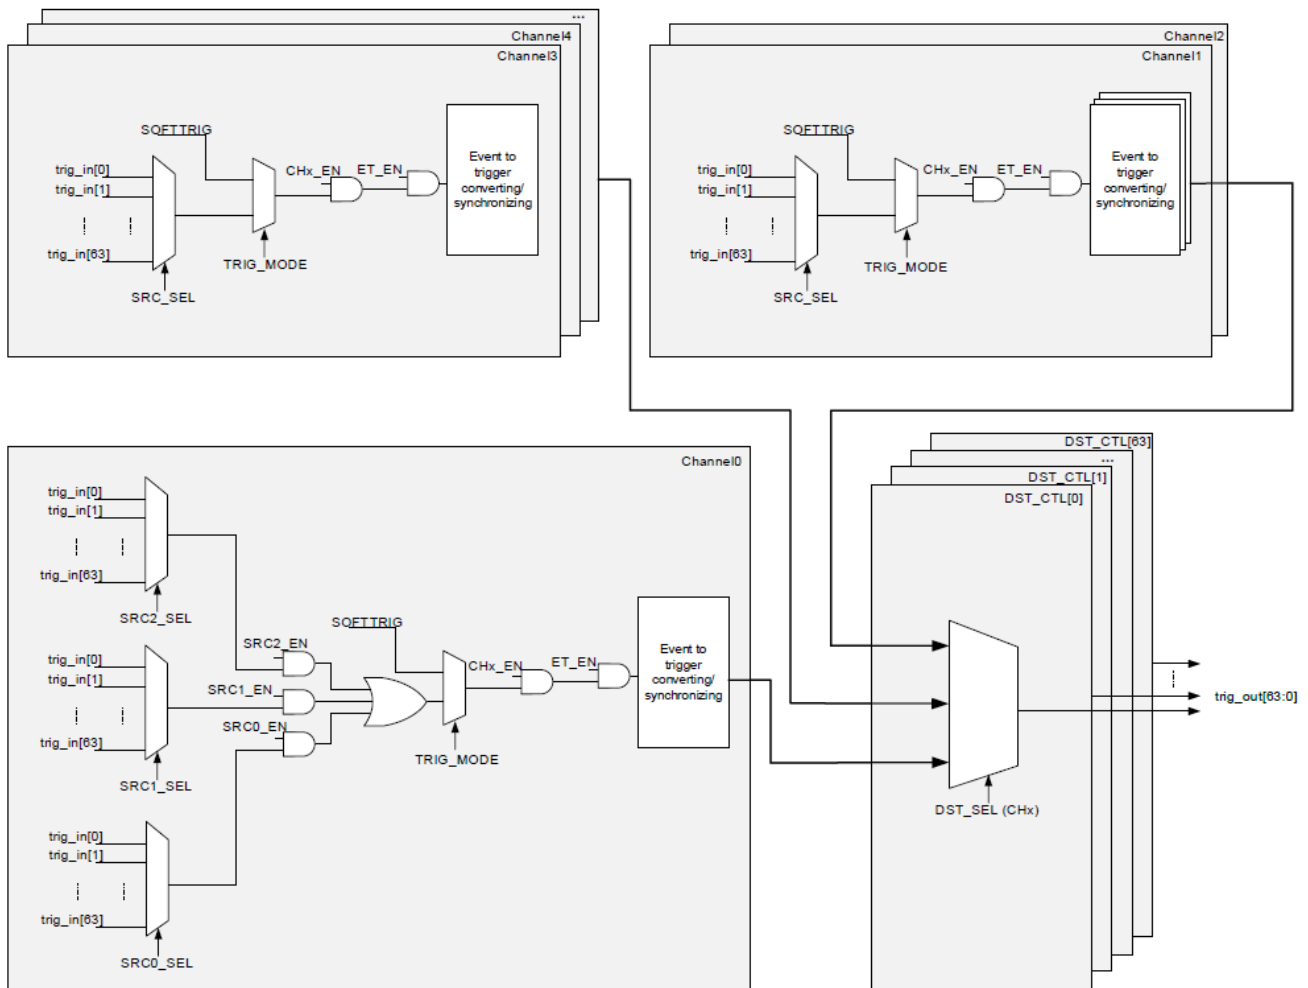 ...
Channel4
Channel3
SOFTTRIG
trig_in[0]
trig_in[1]
trig_in[63]
SRC_SEL
TRIG_MODE
CHx_EN
ET_EN
Event to
trigger
converting/
synchronizing
Channel2
Channel1
SOFTTRIG
trig_in[0]
trig_in[1]
trig_in[63]
SRC_SEL
TRIG_MODE
CHx_EN
ET_EN
Event to
trigger
converting/
synchronizing
Channel0
trig_in[0]
trig_in[1]
trig_in[63]
SRC2_SEL
trig_in[0]
trig_in[1]
trig_in[63]
SRC1_SEL
trig_in[0]
trig_in[1]
trig_in[63]
SRC0_SEL
SRC2_EN
SRC1_EN
SRC0_EN
SOFTTRIG
TRIG_MODE
CHx_EN
ET_EN
Event to
trigger
converting/
synchronizing
DST_CTL[63]
...
DST_CTL[1]
DST_CTL[0]
DST_SEL (CHx)
trig_out[63:0]